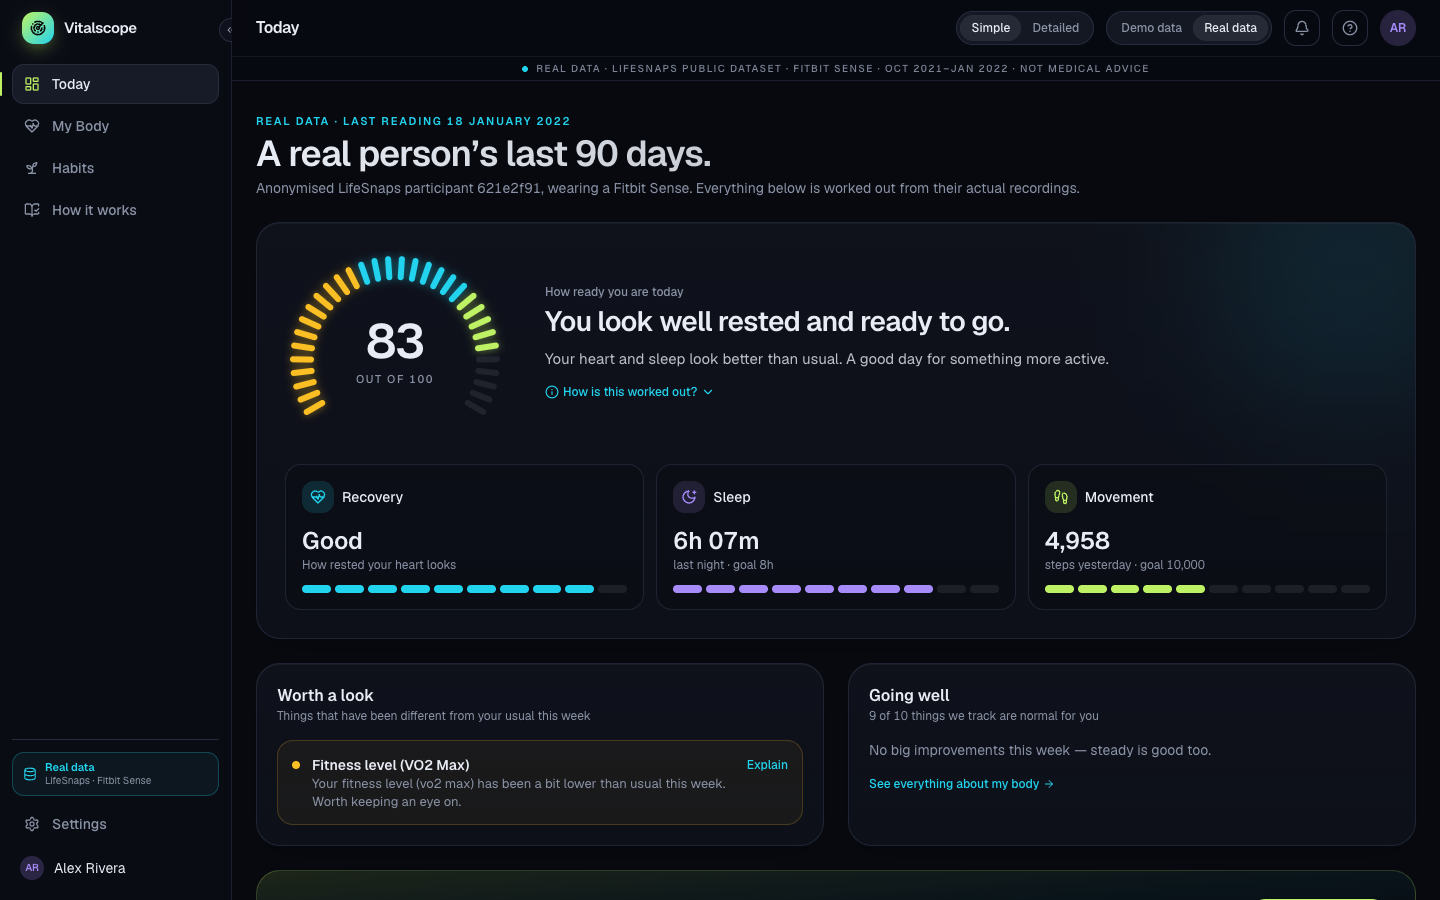 Vitalscope
«
Today
Simple
Detailed
Demo data
Real data
AR
REAL DATA · LIFESNAPS PUBLIC DATASET · FITBIT SENSE · OCT 2021–JAN 2022 · NOT MEDICAL ADVICE
Today
My Body
Habits
How it works
REAL DATA · LAST READING 18 JANUARY 2022
A real person’s last 90 days.
Anonymised LifeSnaps participant 621e2f91, wearing a Fitbit Sense. Everything below is worked out from their actual recordings.
83
OUT OF 100
How ready you are today
You look well rested and ready to go.
Your heart and sleep look better than usual. A good day for something more active.
How is this worked out?
Recovery
Good
How rested your heart looks
Sleep
6h 07m
last night · goal 8h
Movement
4,958
steps yesterday · goal 10,000
Worth a look
Things that have been different from your usual this week
Fitness level (VO2 Max)
Explain
Your fitness level (vo2 max) has been a bit lower than usual this week.
Worth keeping an eye on.
Going well
9 of 10 things we track are normal for you
No big improvements this week — steady is good too.
See everything about my body →
Real data
LifeSnaps · Fitbit Sense
Settings
AR
Alex Rivera